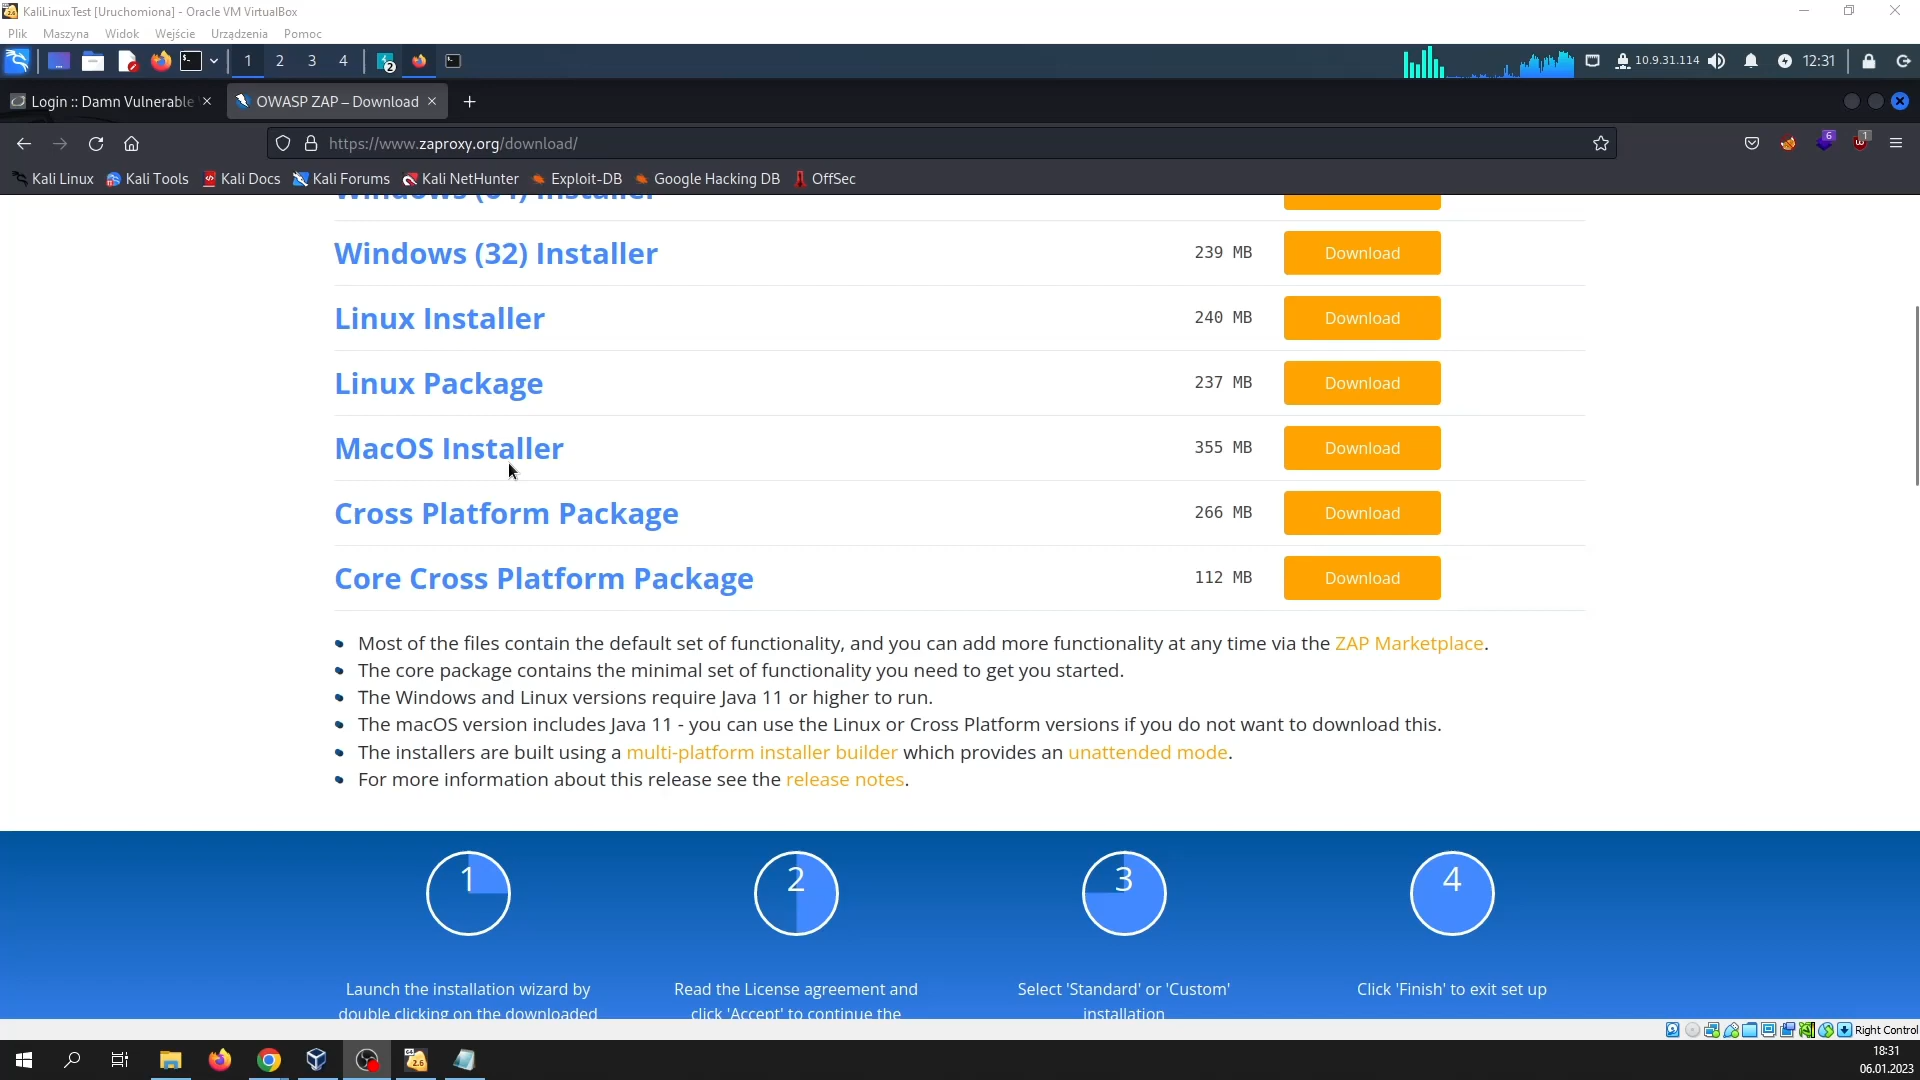 KaliLinuxTest [Uruchomiona] - Oracle VM VirtualBox
Plik Maszyna Widok Wejście Urządzenia Pomoc
1 2 3 4 2 10.9.31.114 12:31
Login :: Damn Vulnerable OWASP ZAP – Download
https://www.zaproxy.org/download/ 6 1
Kali Linux Kali Tools Kali Docs Kali Forums Kali NetHunter Exploit-DB Google Hacking DB OffSec
Windows (64) Installer
Windows (32) Installer 239 MB Download
Linux Installer 240 MB Download
Linux Package 237 MB Download
MacOS Installer 355 MB Download
Cross Platform Package 266 MB Download
Core Cross Platform Package 112 MB Download
Most of the files contain the default set of functionality, and you can add more functionality at any time via the ZAP Marketplace.
The core package contains the minimal set of functionality you need to get you started.
The Windows and Linux versions require Java 11 or higher to run.
The macOS version includes Java 11 - you can use the Linux or Cross Platform versions if you do not want to download this.
The installers are built using a multi-platform installer builder which provides an unattended mode.
For more information about this release see the release notes.
1 2 3 4
Launch the installation wizard by
double clicking on the downloaded
Read the License agreement and
click 'Accept' to continue the
Select 'Standard' or 'Custom'
installation
Click 'Finish' to exit set up
Right Control
18:31
06.01.2023